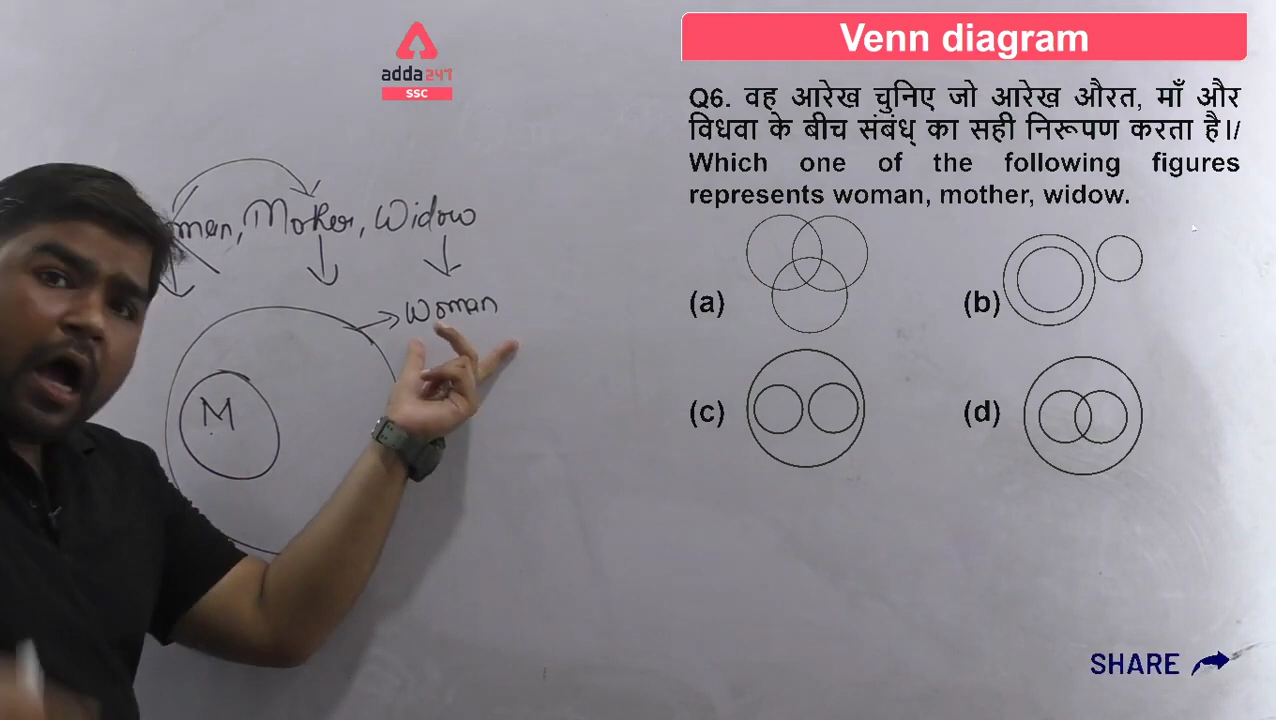 Venn diagram
adda247
SSC
Q6. वह आरेख चुनिए जो आरेख औरत, माँ और
विधवा के बीच संबंध् का सही निरूपण करता है।/
Which one of the following figures
represents woman, mother, widow.
men, Mother, Widow
Woman
M
(a)
(b)
(c)
(d)
SHARE